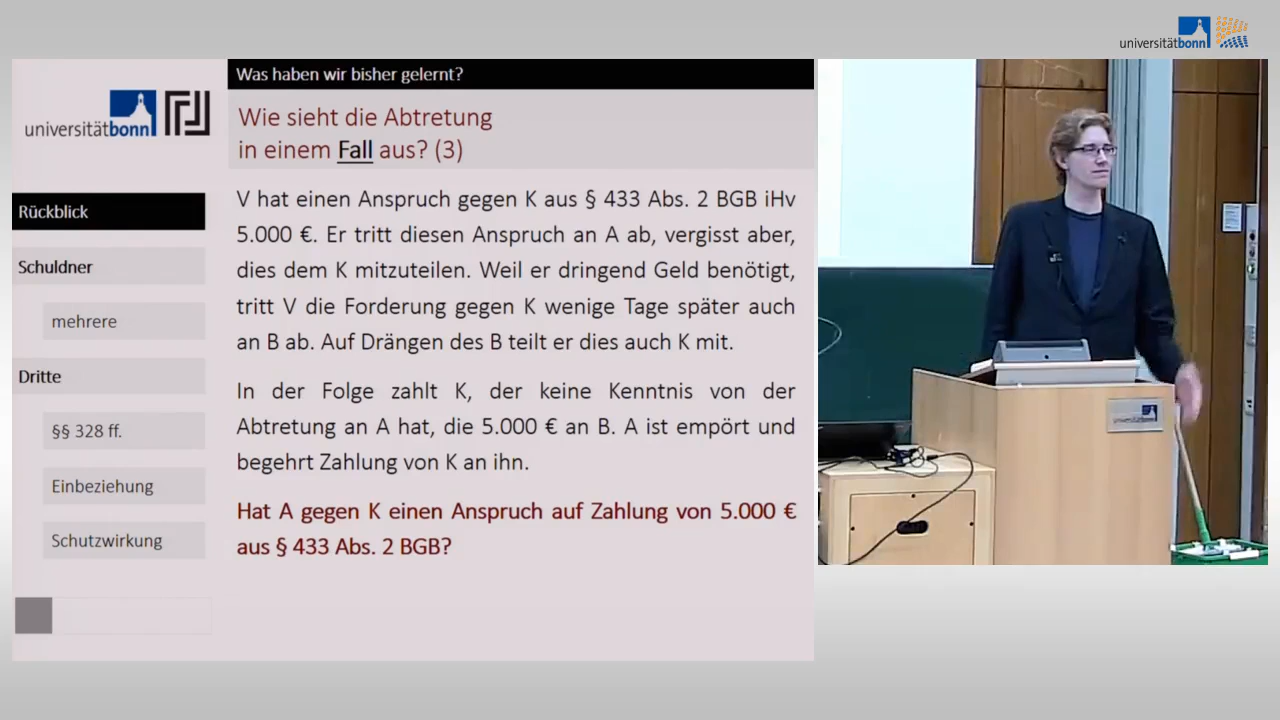 universitätbonn
Was haben wir bisher gelernt?
universitätbonn
Wie sieht die Abtretung
in einem Fall aus? (3)
Rückblick
Schuldner
mehrere
Dritte
§§ 328 ff.
Einbeziehung
Schutzwirkung
V hat einen Anspruch gegen K aus § 433 Abs. 2 BGB iHv
5.000 €. Er tritt diesen Anspruch an A ab, vergisst aber,
dies dem K mitzuteilen. Weil er dringend Geld benötigt,
tritt V die Forderung gegen K wenige Tage später auch
an B ab. Auf Drängen des B teilt er dies auch K mit.
In der Folge zahlt K, der keine Kenntnis von der
Abtretung an A hat, die 5.000 € an B. A ist empört und
begehrt Zahlung von K an ihn.
Hat A gegen K einen Anspruch auf Zahlung von 5.000 €
aus § 433 Abs. 2 BGB?
universitätbonn